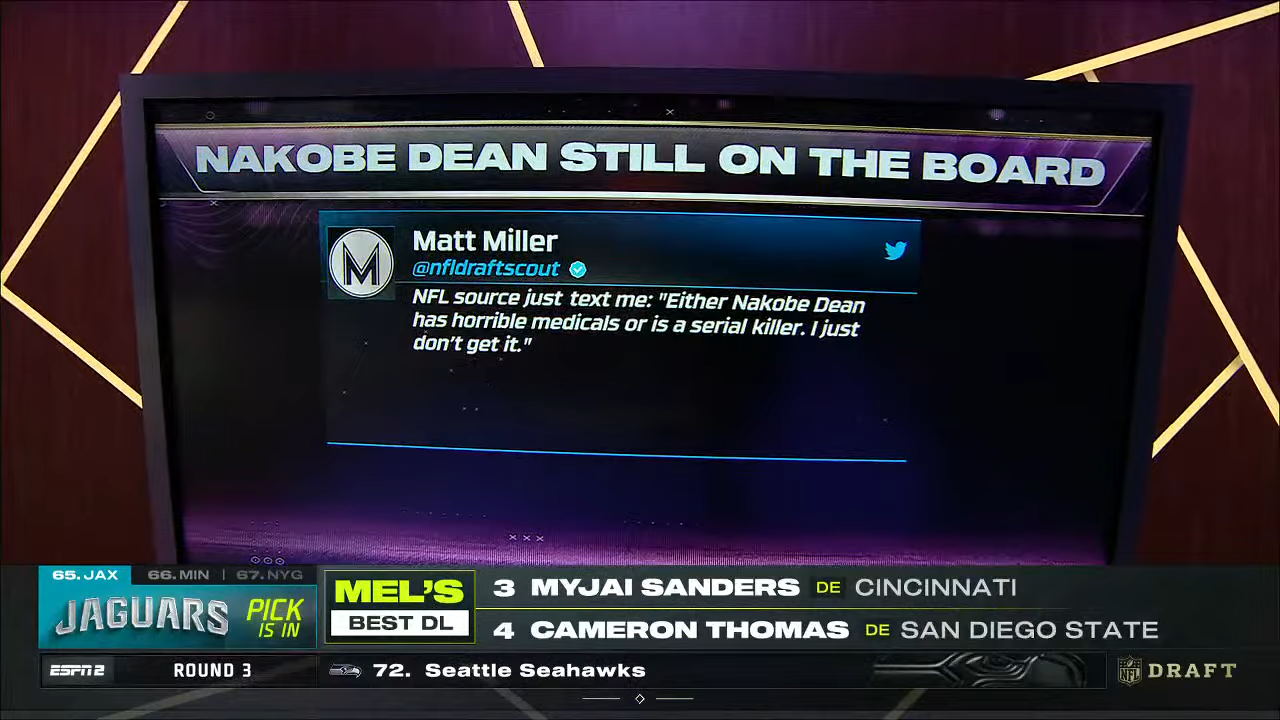 NAKOBE DEAN STILL ON THE BOARD
M
Matt Miller
@nfldraftscout
NFL source just text me: "Either Nakobe Dean
has horrible medicals or is a serial killer. I just
don't get it."
65. JAX 66. MIN | 67. NYG
JAGUARS PICK IS IN
MEL'S
BEST DL
3 MYJAI SANDERS DE CINCINNATI
4 CAMERON THOMAS DE SAN DIEGO STATE
ESPN2 ROUND 3 72. Seattle Seahawks NFL DRAFT